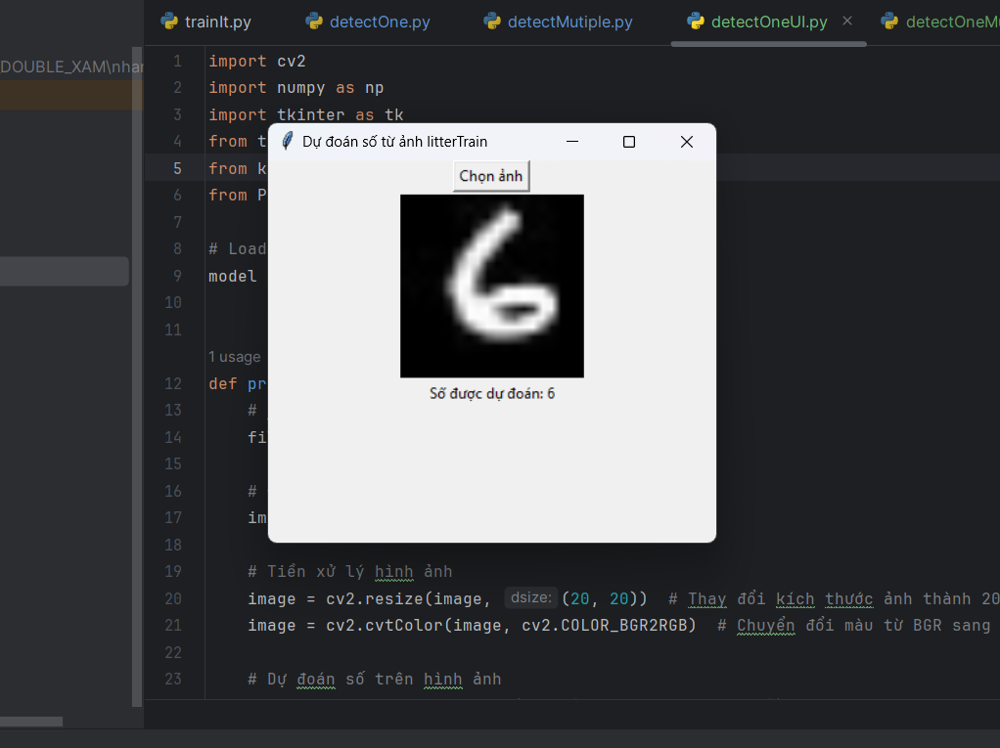 trainIt.py detectOne.py detectMutiple.py detectOneUI.py detectOneM
DOUBLE_XAM\nhan
1 import cv2
2 import numpy as np
3 import tkinter as tk
4 from t
5 from k
6 from P
7
8 # Load
9 model
10
11
1 usage
12 def pr
13 #
14 fi
15
16 #
17 im
18
19 # Tiền xử lý hình ảnh
20 image = cv2.resize(image, dsize: (20, 20)) # Thay đổi kích thước ảnh thành 20
21 image = cv2.cvtColor(image, cv2.COLOR_BGR2RGB) # Chuyển đổi màu từ BGR sang
22
23 # Dự đoán số trên hình ảnh
Dự đoán số từ ảnh litterTrain
Chọn ảnh
6
Số được dự đoán: 6